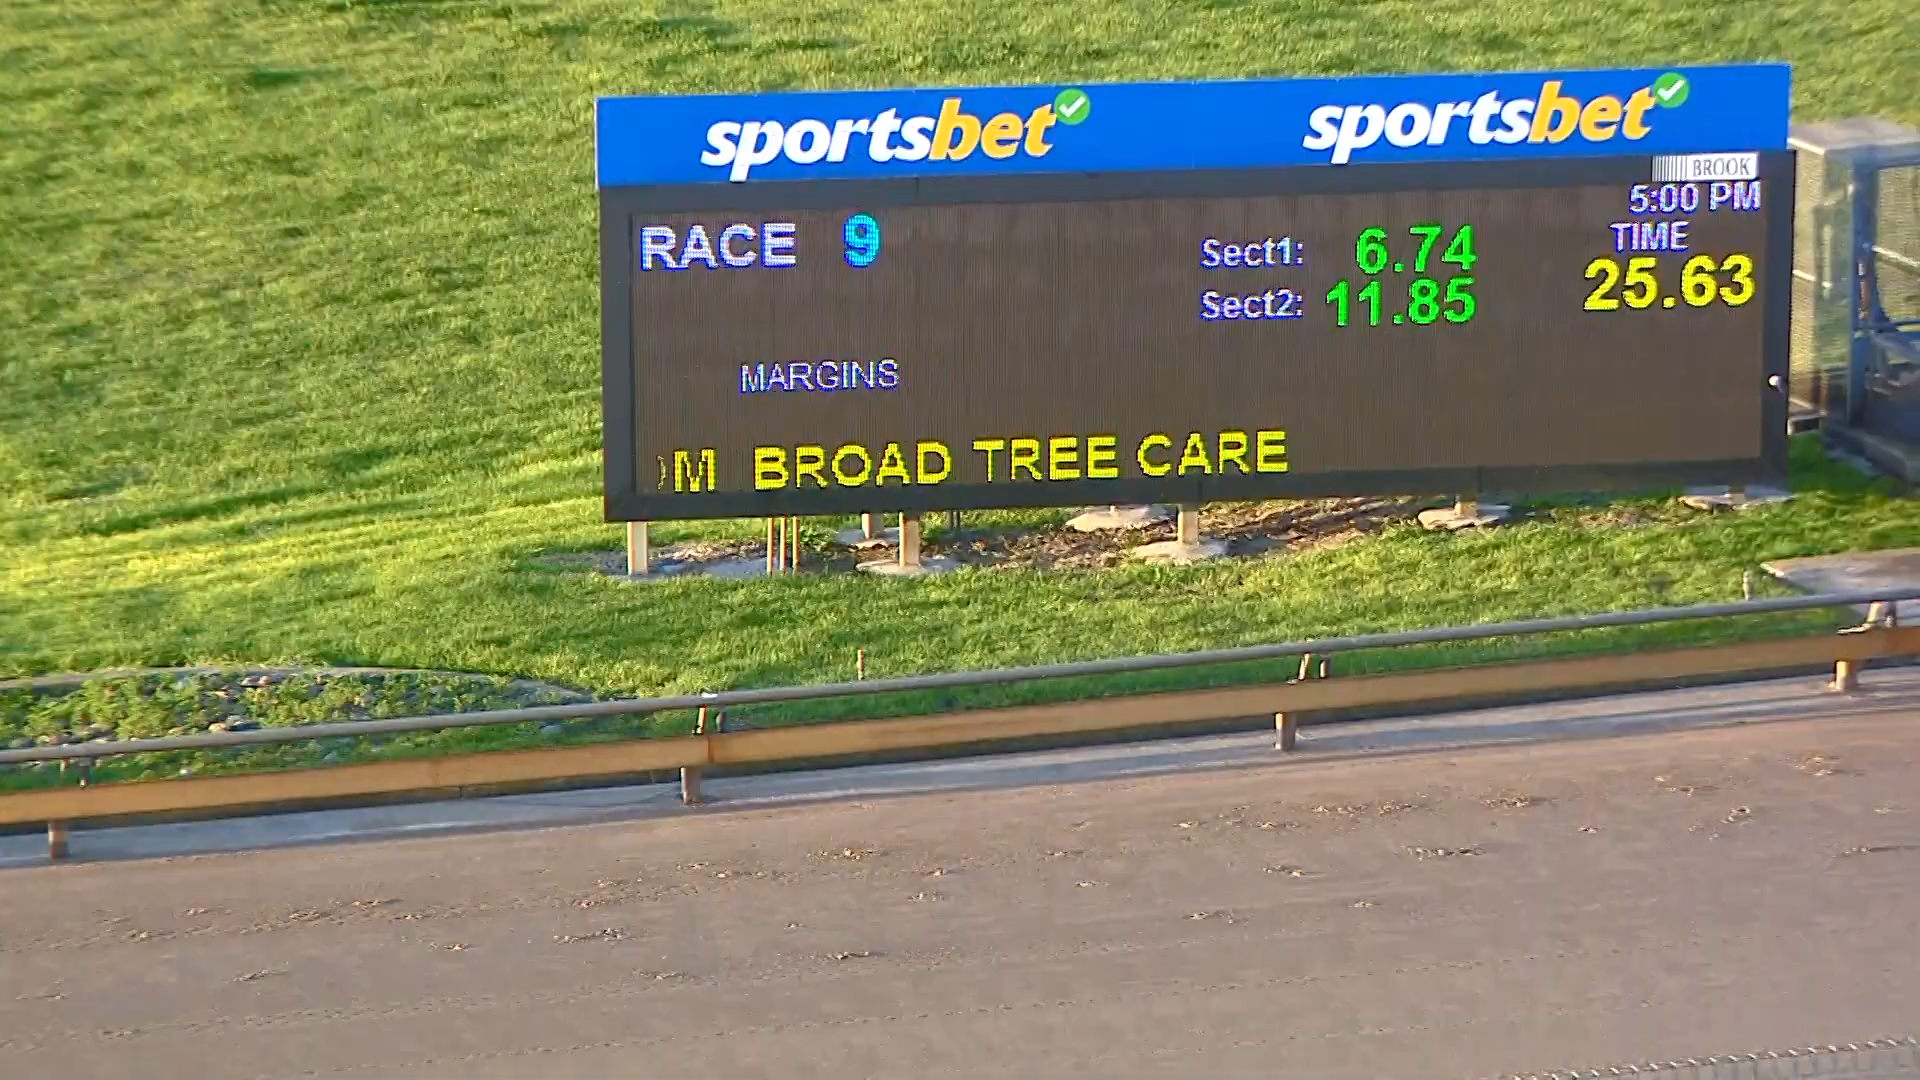 sportsbet sportsbet
BROOK
5:00 PM
RACE 9
Sect1: 6.74
TIME
Sect2: 11.85
25.63
MARGINS
M BROAD TREE CARE